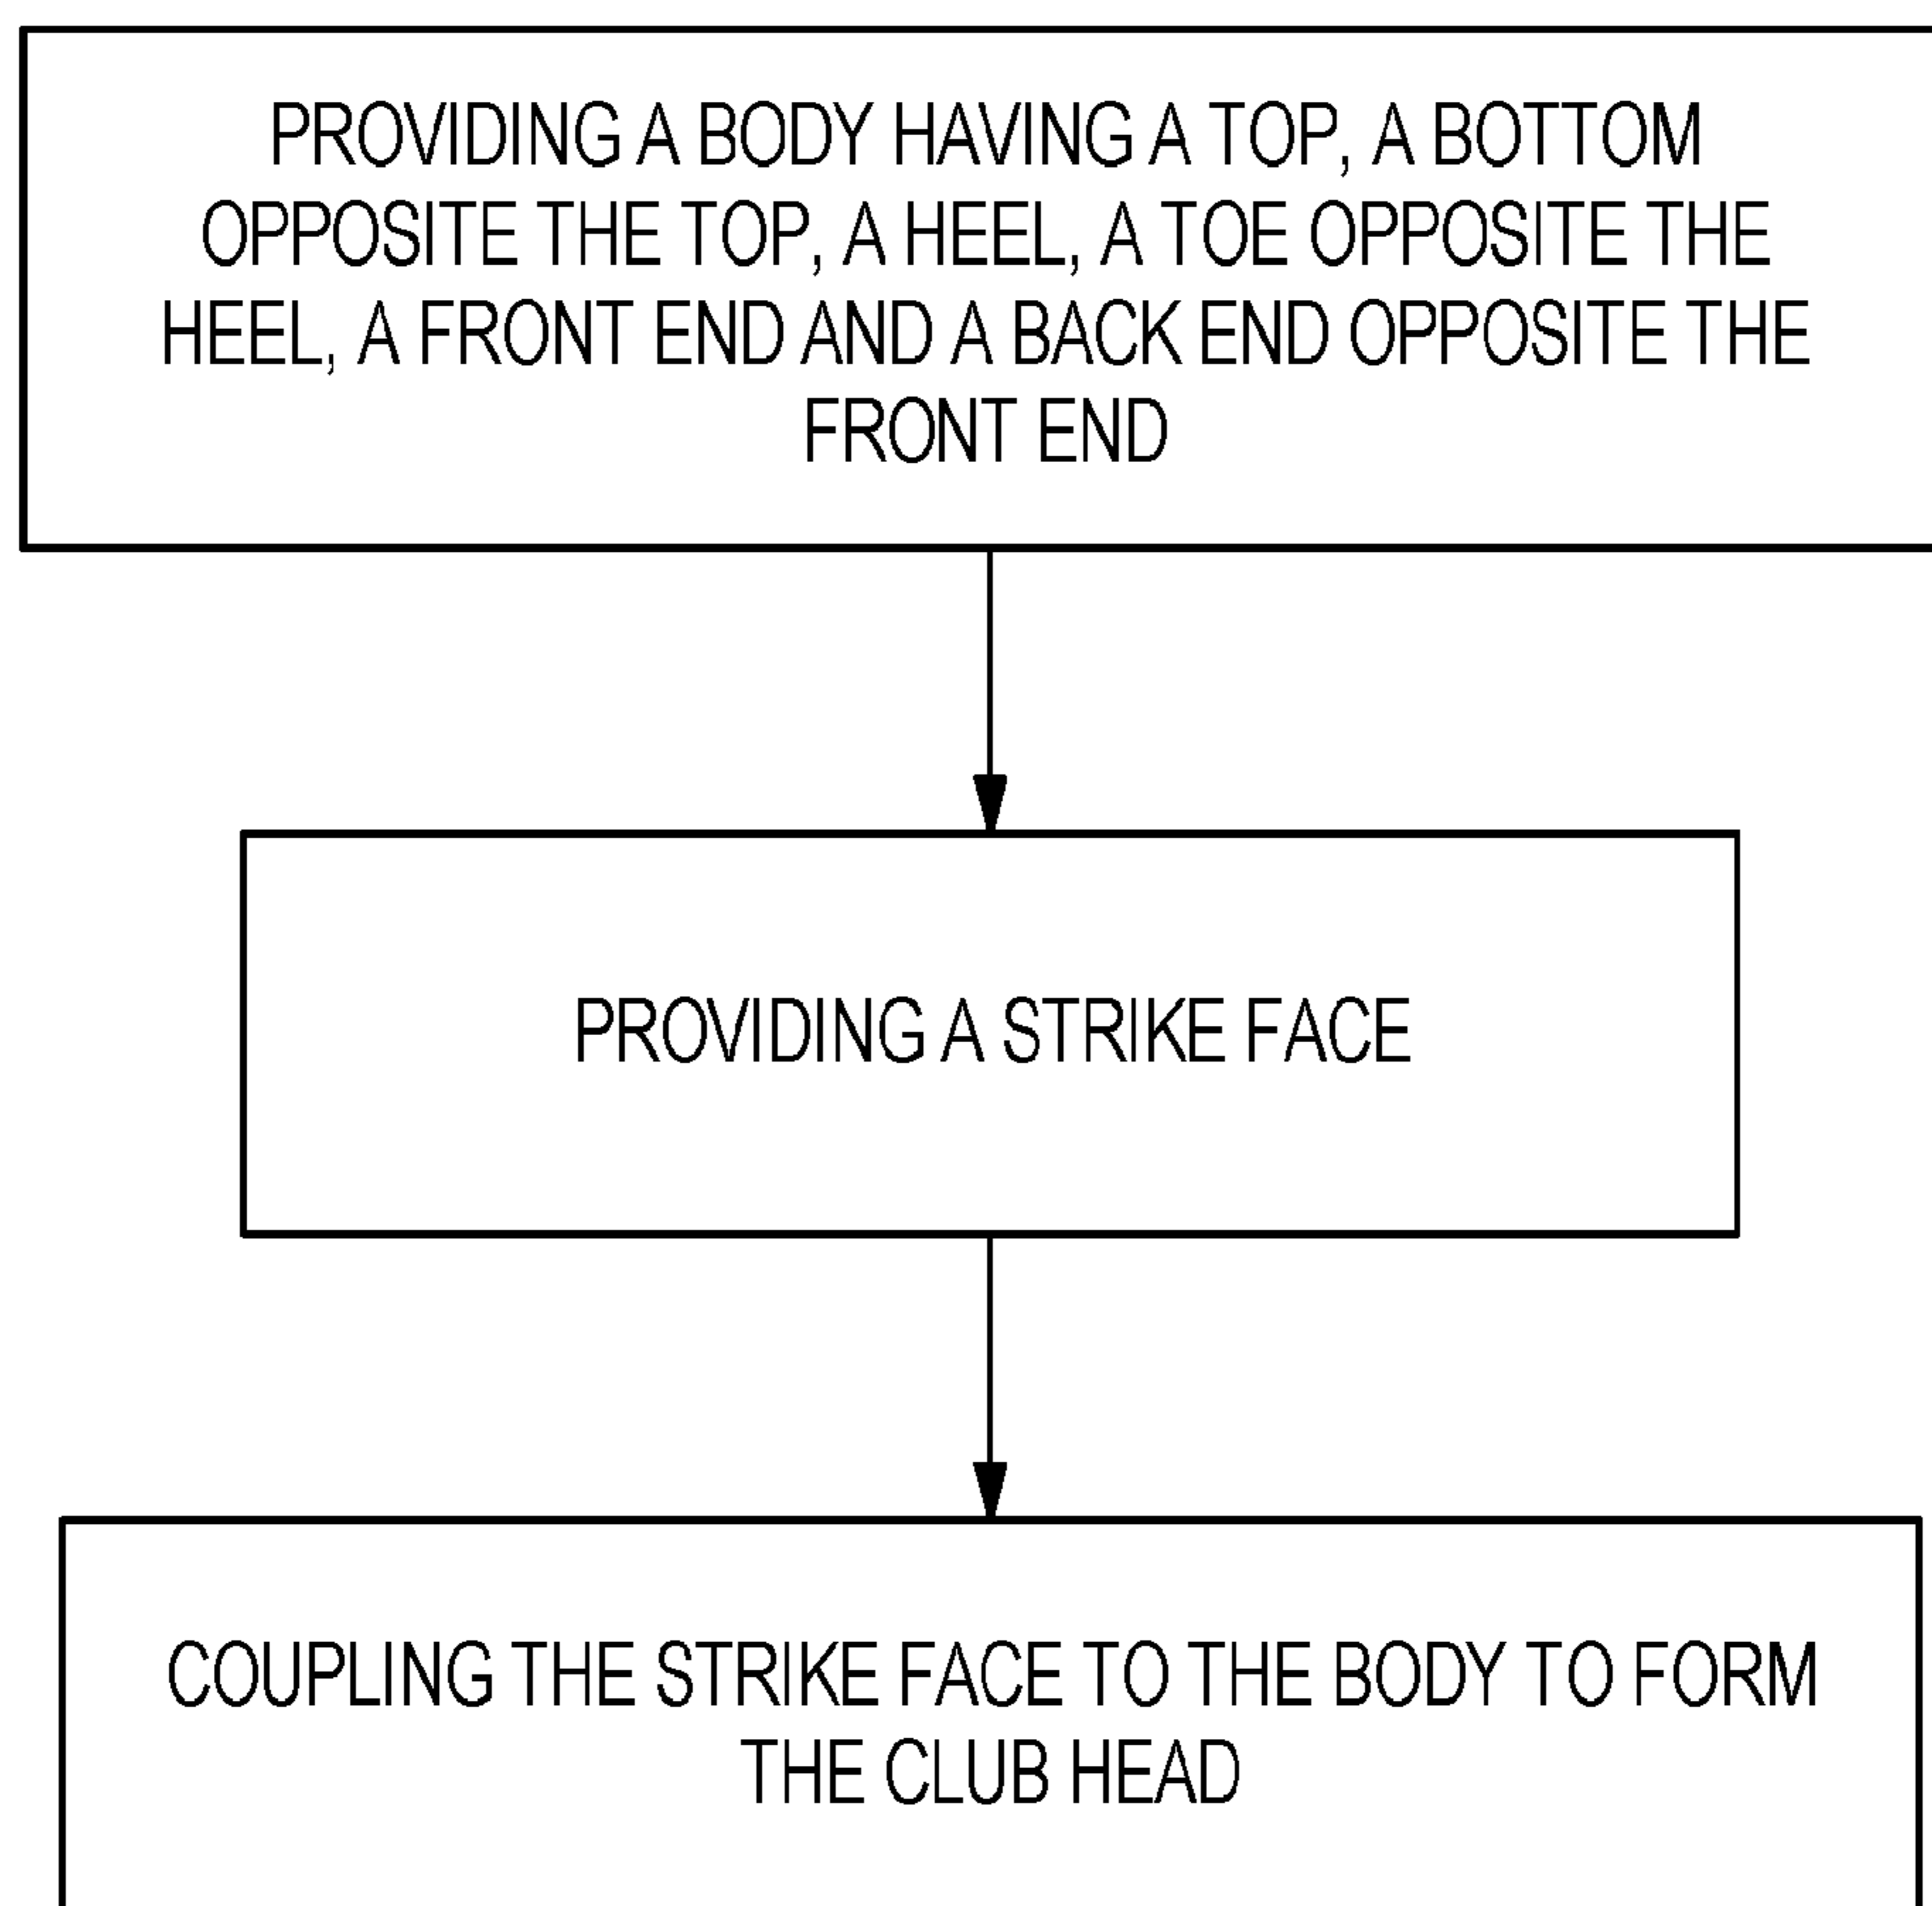 PROVIDING A BODY HAVING A TOP, A BOTTOM
OPPOSITE THE TOP, A HEEL, A TOE OPPOSITE THE
HEEL, A FRONT END AND A BACK END OPPOSITE THE
FRONT END
PROVIDING A STRIKE FACE
COUPLING THE STRIKE FACE TO THE BODY TO FORM
THE CLUB HEAD